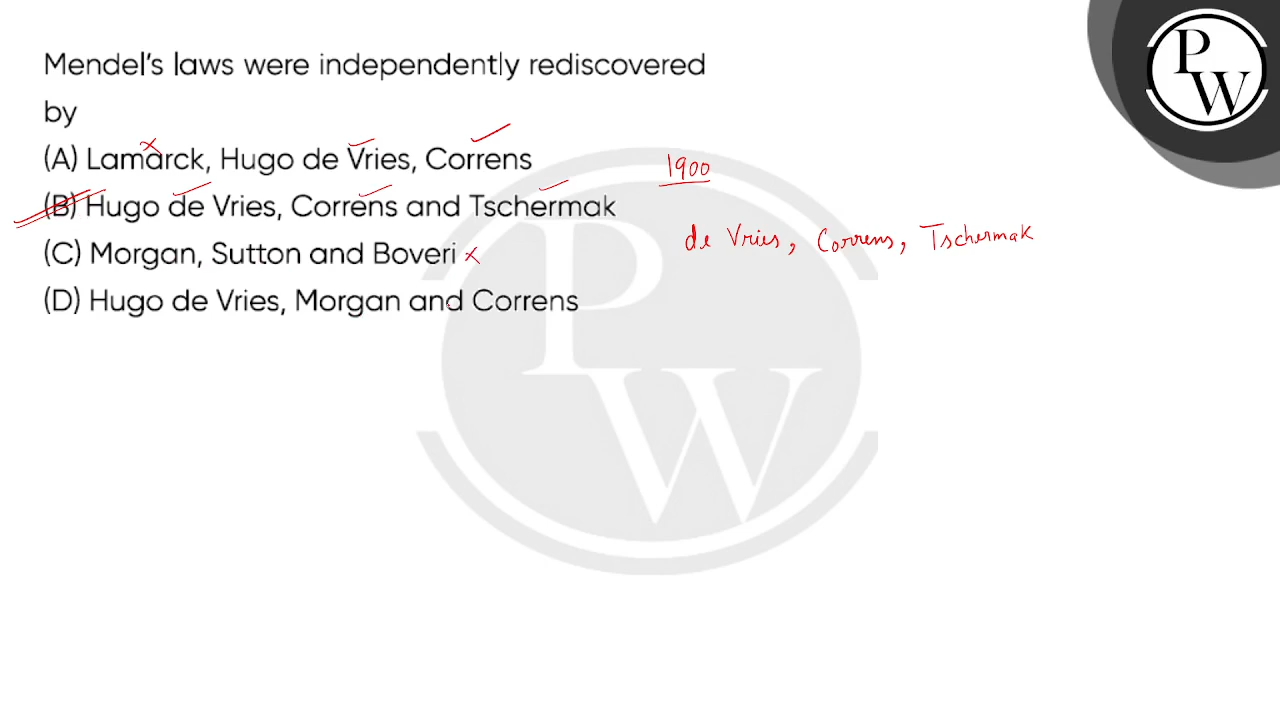 Mendel's laws were independently rediscovered
by
(A) Lamarck, Hugo de Vries, Correns
(B) Hugo de Vries, Correns and Tschermak
(C) Morgan, Sutton and Boveri
(D) Hugo de Vries, Morgan and Correns
1900
de Vries, Correns, Tschermak
P
W
P
W